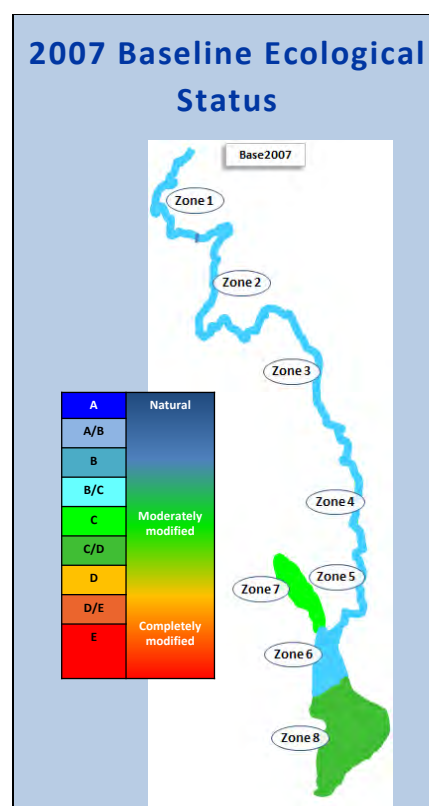 2007 Baseline Ecological
Status
Base2007
Zone 1
Zone 2
Zone 3
A Natural
A/B
B
B/C
C Moderately
modified
C/D
D
D/E
E Completely
modified
Zone 4
Zone 5
Zone 7
Zone 6
Zone 8